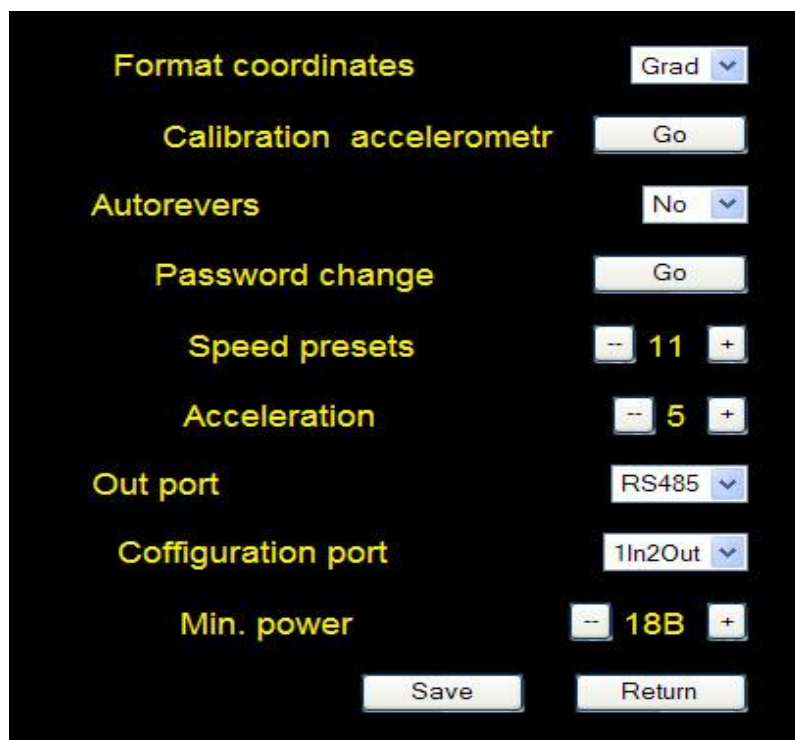 Format coordinates Grad
Calibration accelerometr Go
Autorevers No
Password change Go
Speed presets -- 11 +
Acceleration -- 5 +
Out port RS485
Coffiguration port 1In2Out
Min. power -- 18B +
Save Return